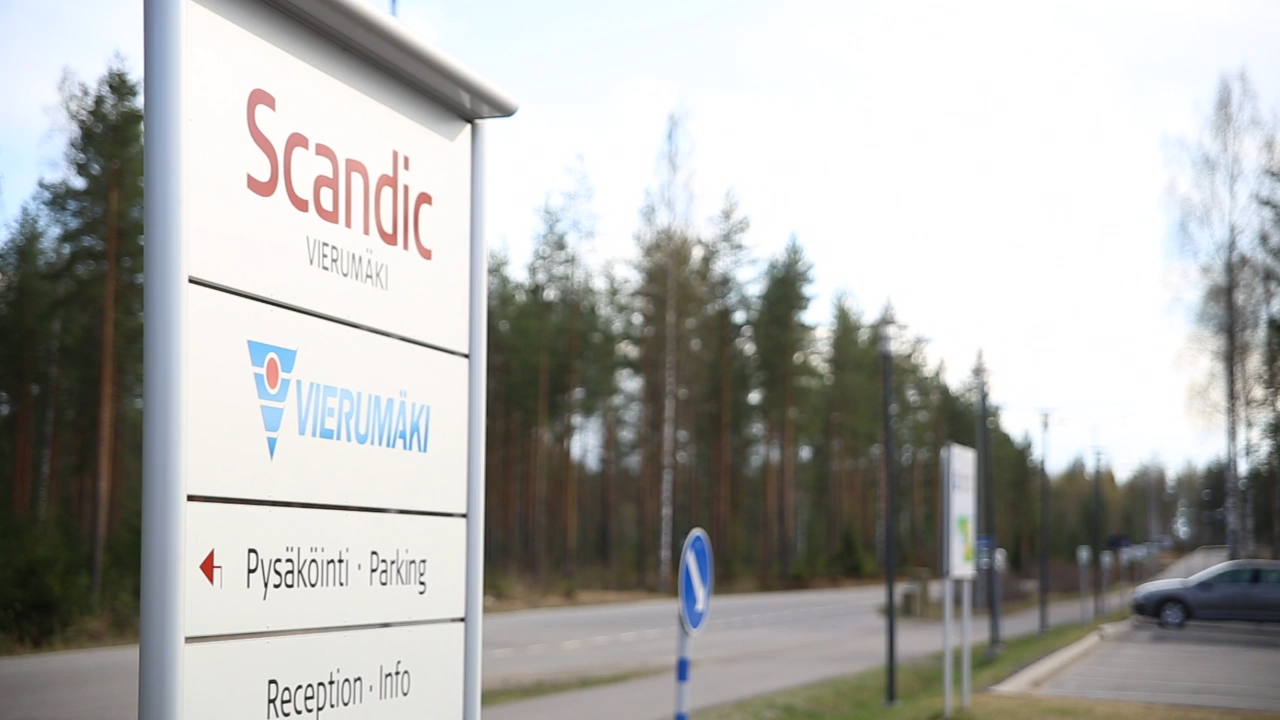 Scandic
VIERUMÄKI
VIERUMÄKI
Pysäköinti · Parking
Reception · Info